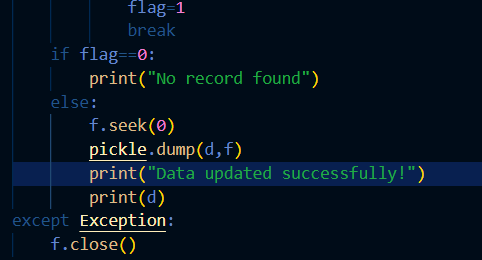 flag=1
break
if flag==0:
print("No record found")
else:
f.seek(0)
pickle.dump(d,f)
print("Data updated successfully!")
print(d)
except Exception:
f.close()